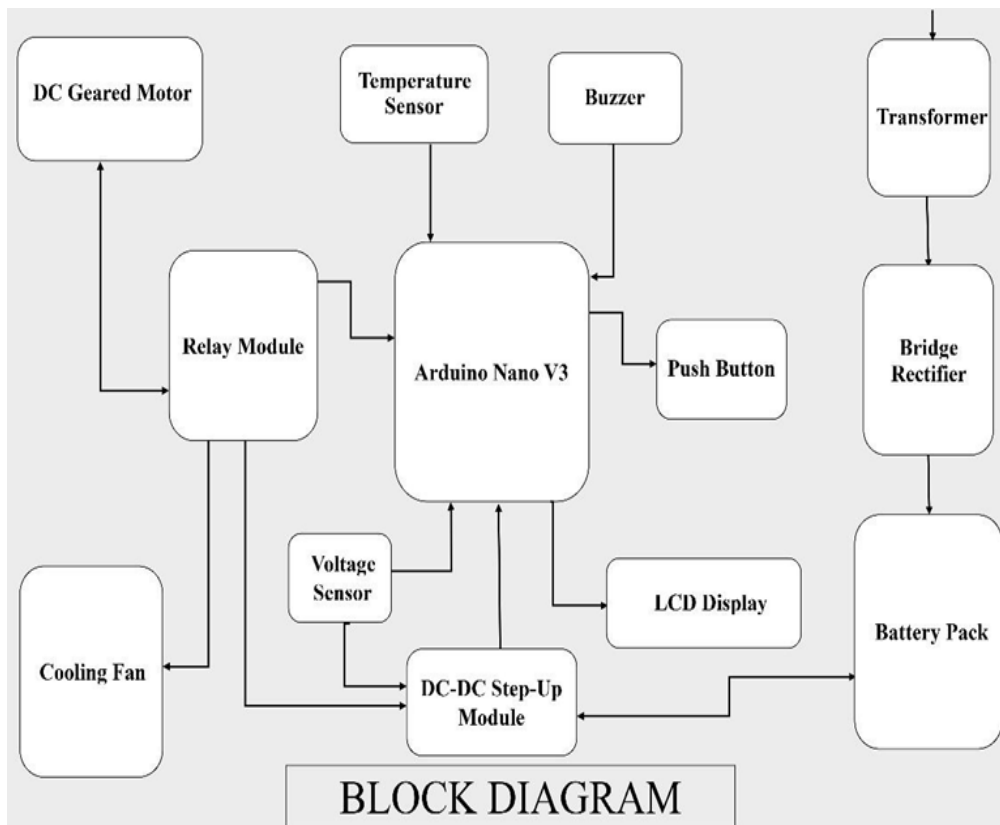 DC Geared Motor
Temperature
Sensor
Buzzer
Transformer
Relay Module
Arduino Nano V3
Push Button
Bridge
Rectifier
Voltage
Sensor
LCD Display
Battery Pack
Cooling Fan
DC-DC Step-Up
Module
BLOCK DIAGRAM